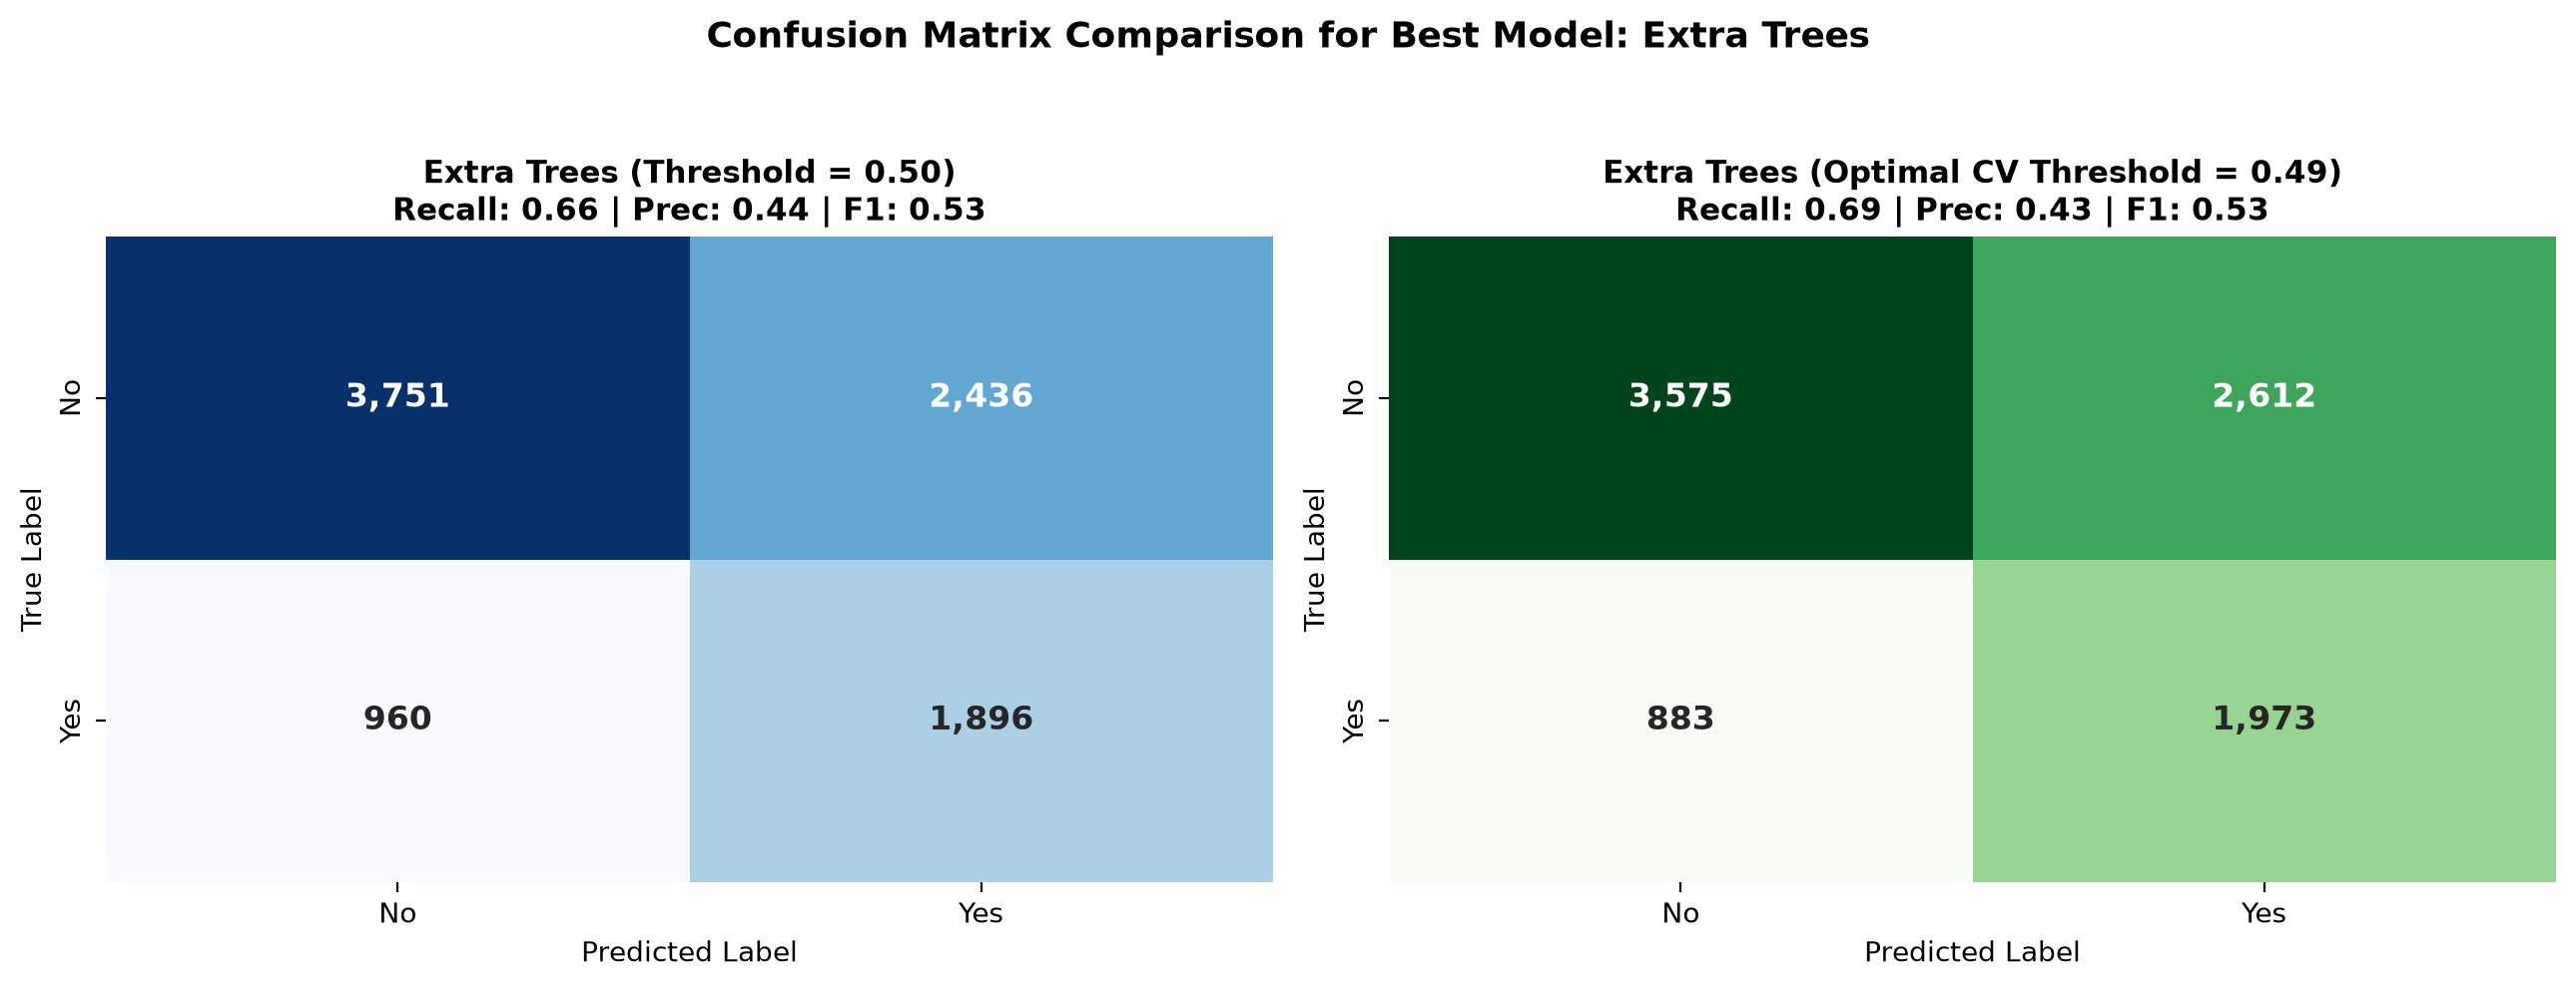 Confusion Matrix Comparison for Best Model: Extra Trees
Extra Trees (Threshold = 0.50)
Recall: 0.66 | Prec: 0.44 | F1: 0.53
True Label
No
3,751
2,436
Yes
960
1,896
No
Yes
Predicted Label
Extra Trees (Optimal CV Threshold = 0.49)
Recall: 0.69 | Prec: 0.43 | F1: 0.53
True Label
No
3,575
2,612
Yes
883
1,973
No
Yes
Predicted Label